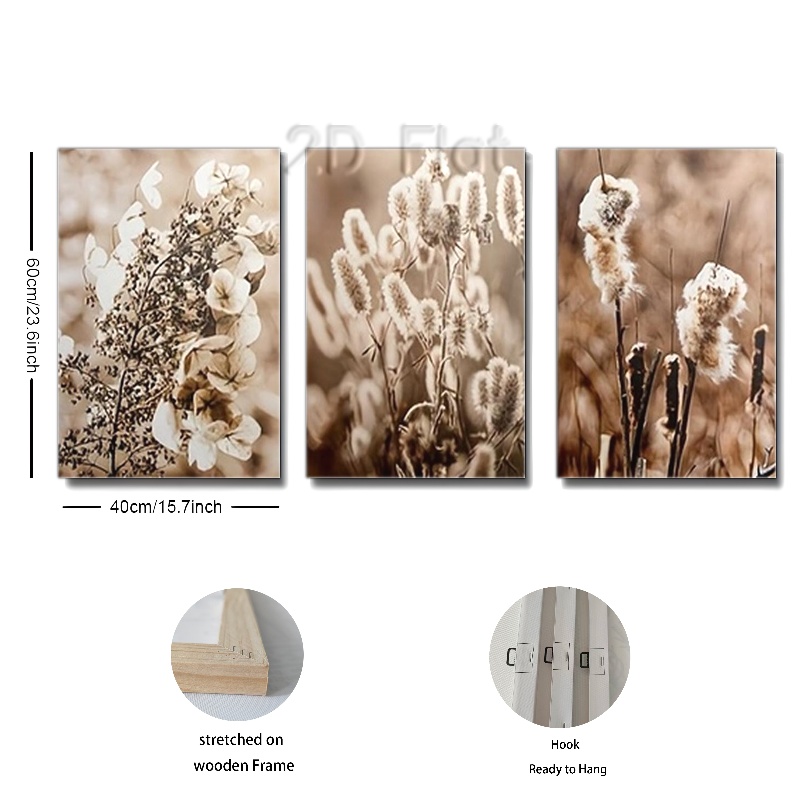 2D Flat
60cm/23.6inch
40cm/15.7inch
stretched on
wooden Frame
Hook
Ready to Hang